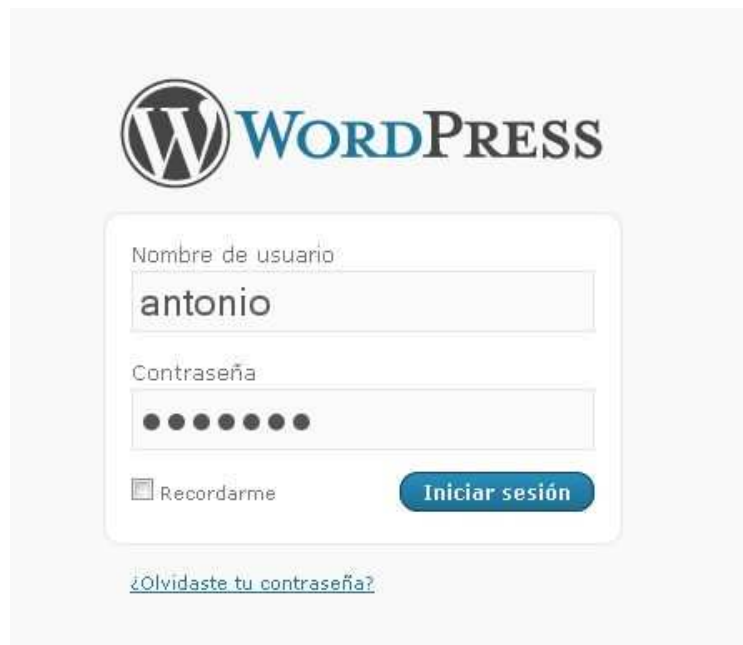 WORDPRESS
Nombre de usuario
antonio
Contraseña
●●●●●●●
Recordarme
Iniciar sesión
¿Olvidaste tu contraseña?